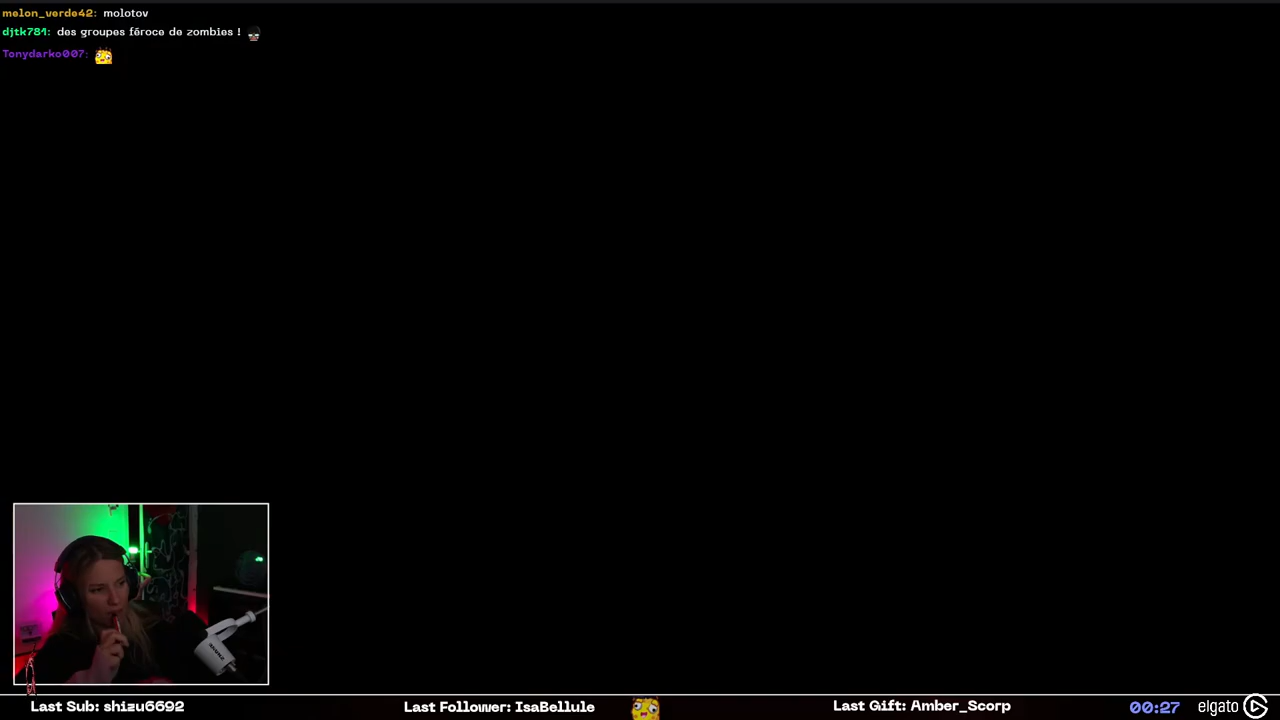 melon_verde42: molotov
djtk781: des groupes féroce de zombies !
Tonydarko007:
SHURE
Last Sub: shizu6692
Last Follower: IsaBellule
Last Gift: Amber_Scorp
00:27
elgato